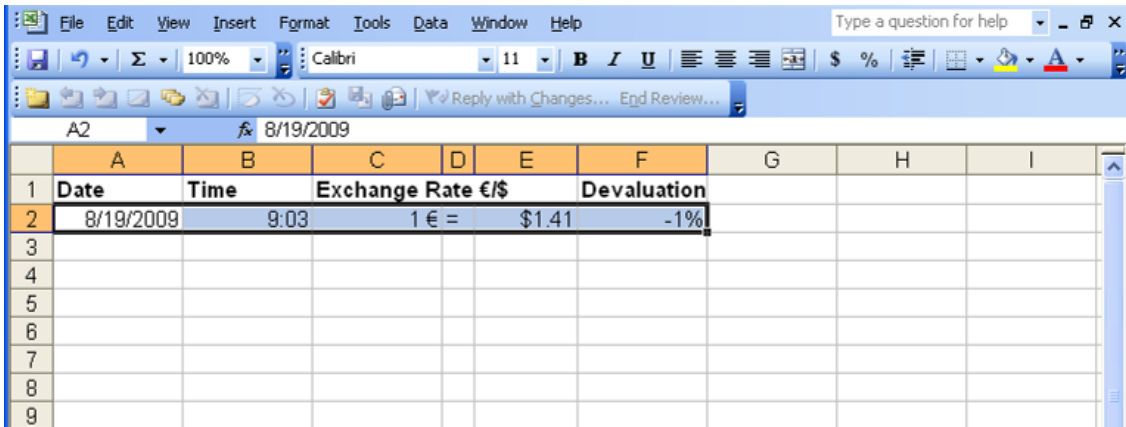 File Edit View Insert Format Tools Data Window Help Type a question for help
Σ 100% Calibri 11 B I U $ % A
Reply with Changes... End Review...
A2 fx 8/19/2009
A B C D E F G H I
1 Date Time Exchange Rate €/$ Devaluation
2 8/19/2009 9:03 1 € = $1.41 -1%
3
4
5
6
7
8
9